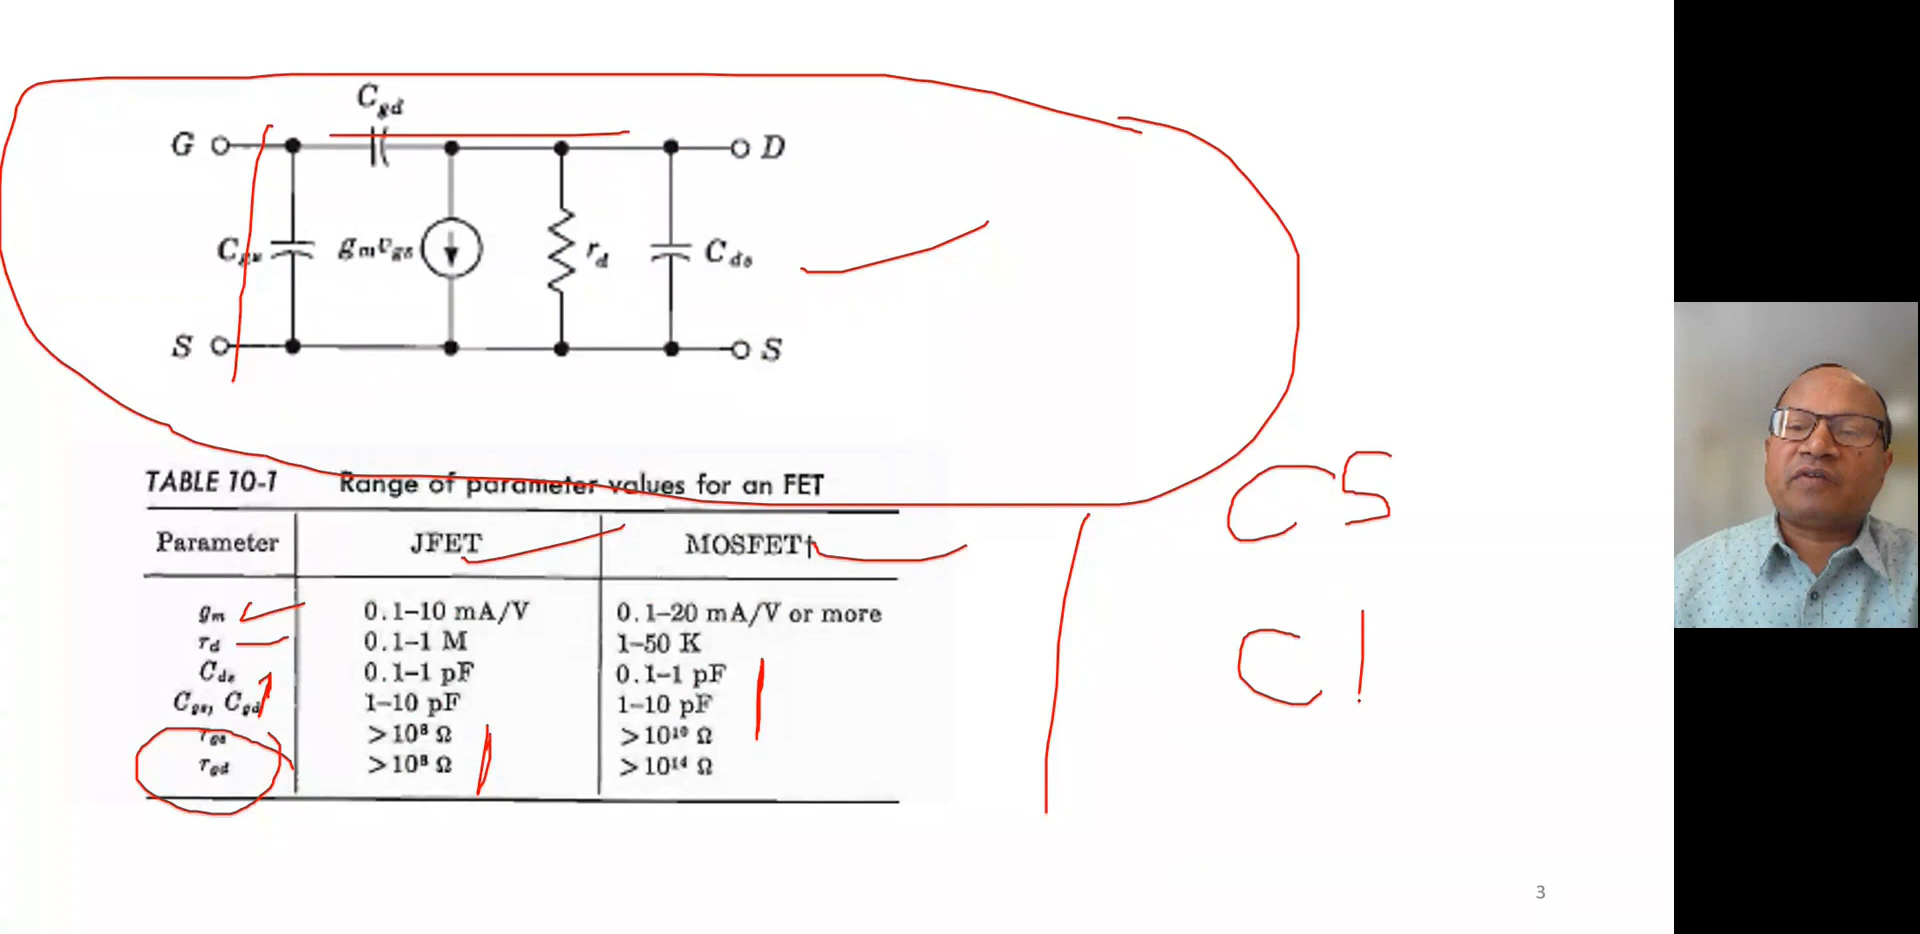 C_gd
G D
C_gs g_m v_gs r_d C_ds
S S
TABLE 10-1 Range of parameter values for an FET
Parameter JFET MOSFET†
g_m 0.1–10 mA/V 0.1–20 mA/V or more
r_d 0.1–1 M 1–50 K
C_ds 0.1–1 pF 0.1–1 pF
C_gs, C_gd 1–10 pF 1–10 pF
r_gs >10⁸ Ω >10¹⁰ Ω
r_gd >10⁸ Ω >10¹⁴ Ω
CS
C
3